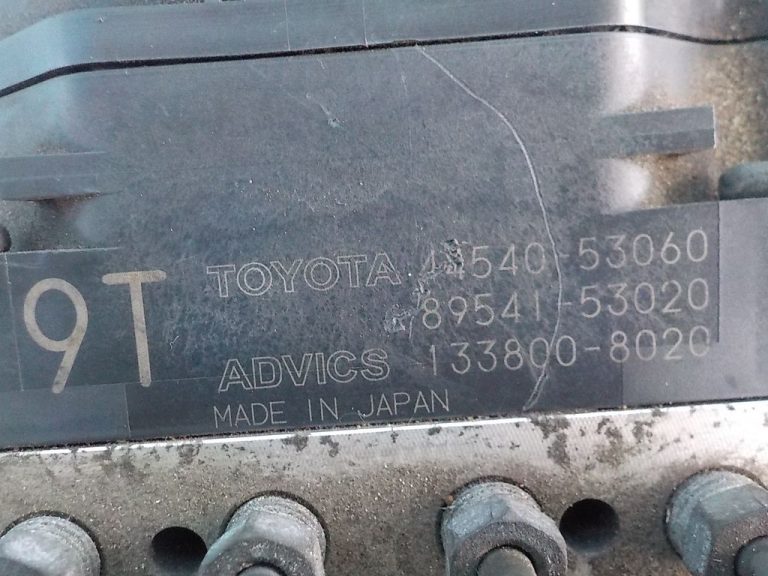 9T
TOYOTA 44540-53060
89541-53020
ADVICS 133800-8020
MADE IN JAPAN